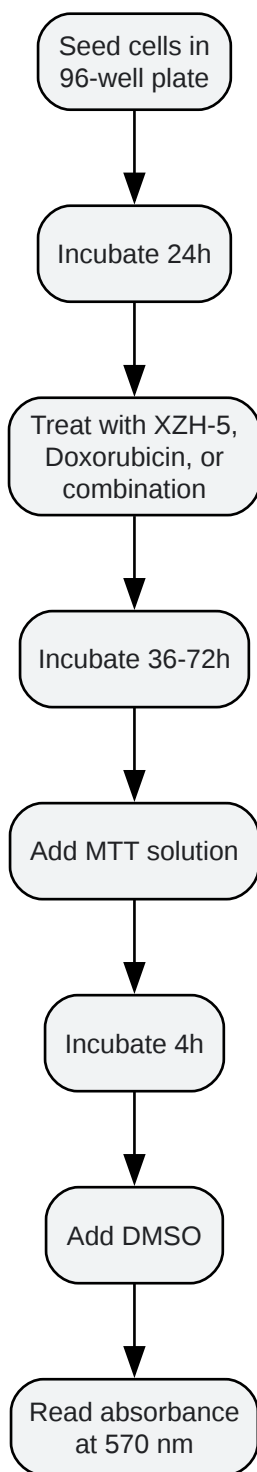 Seed cells in
96-well plate
Incubate 24h
Treat with XZH-5,
Doxorubicin, or
combination
Incubate 36-72h
Add MTT solution
Incubate 4h
Add DMSO
Read absorbance
at 570 nm